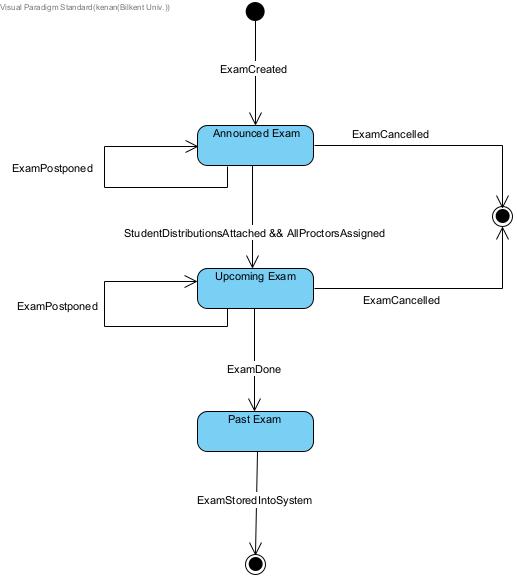 Visual Paradigm Standard(kenan(Bilkent Univ.))
ExamCreated
Announced Exam
ExamCancelled
ExamPostponed
StudentDistributionsAttached && AllProctorsAssigned
Upcoming Exam
ExamPostponed
ExamCancelled
ExamDone
Past Exam
ExamStoredIntoSystem